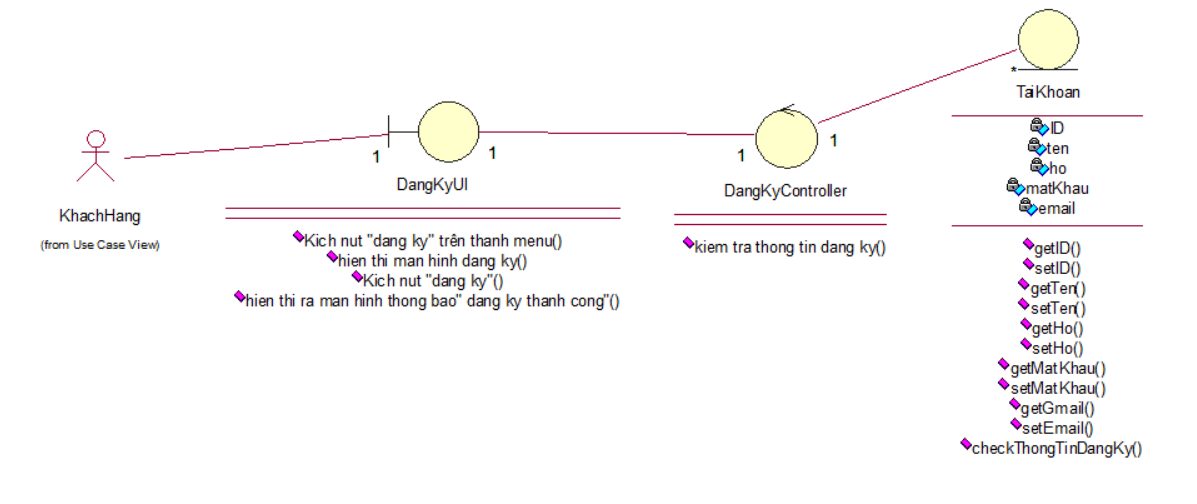 KhachHang
(from Use Case View)
1
DangKyUI
1
Kich nut "dang ky" trên thanh menu()
hien thi man hinh dang ky()
Kich nut "dang ky"()
hien thi ra man hinh thong bao" dang ky thanh cong"()
1
DangKyController
1
kiem tra thong tin dang ky()
*
TaiKhoan
ID
ten
ho
matKhau
email
getID()
setID()
getTen()
setTen()
getHo()
setHo()
getMatKhau()
setMatKhau()
getGmail()
setEmail()
checkThongTinDangKy()